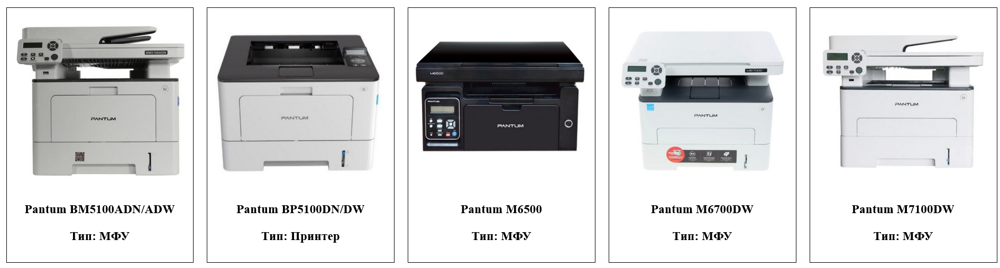 BM5100ADN
PANTUM
Pantum BM5100ADN/ADW
Тип: МФУ
PANTUM
Pantum BP5100DN/DW
Тип: Принтер
M6500
PANTUM
PANTUM
Pantum M6500
Тип: МФУ
M6700D
PANTUM
Pantum M6700DW
Тип: МФУ
PANTUM
Pantum M7100DW
Тип: МФУ